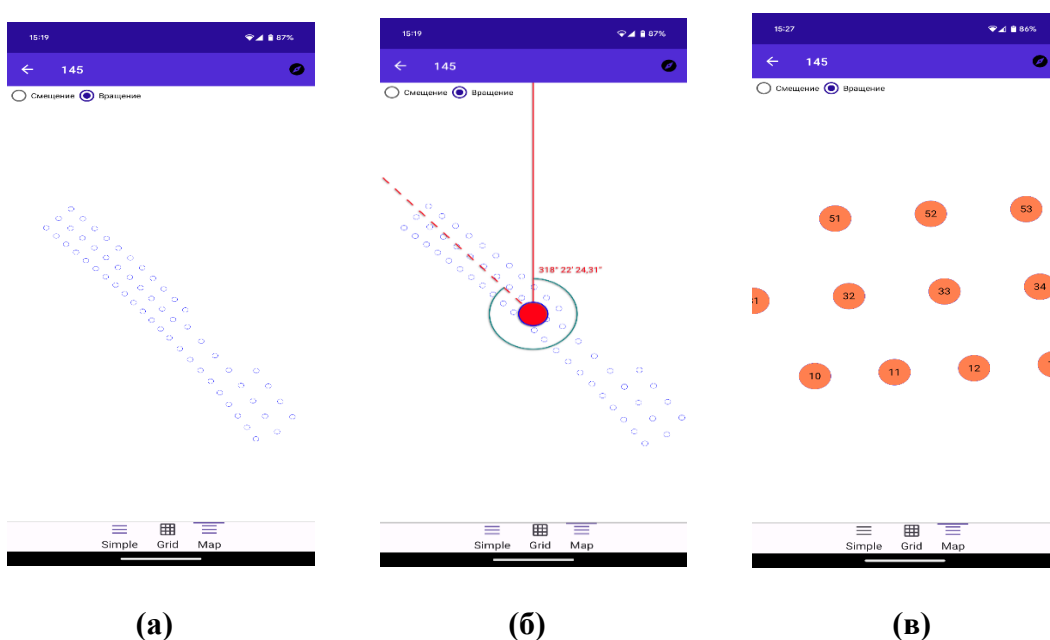 15:19
87%
145
Смещение
Вращение
Simple
Grid
Map
(а)
15:19
87%
145
Смещение
Вращение
318° 22' 24,31"
Simple
Grid
Map
(б)
15:27
86%
145
Смещение
Вращение
51
52
53
32
33
34
10
11
12
Simple
Grid
Map
(в)